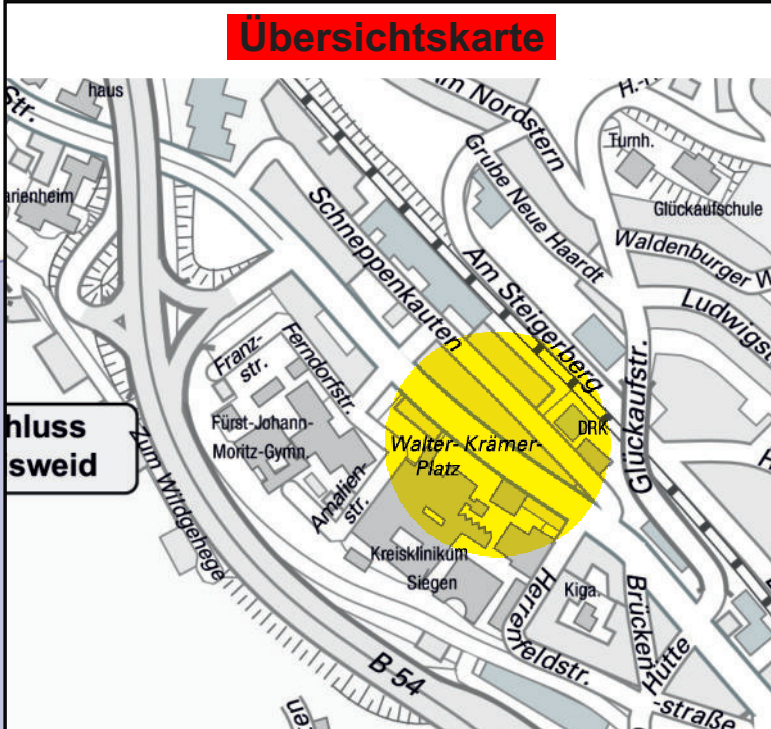 Übersichtskarte
Str.
haus
Am Nordstern
Turnh.
Grube Neue Haardt
arienheim
Glückaufschule
Schneppenkauten
Waldenburger W
Am Steigerberg
Ludwigst
Franz-
str.
Ferndorfstr.
Glückaufstr.
Fürst-Johann-
Moritz-Gymn.
hluss
sweid
DRK
Walter-Krämer-
Platz
Zum Wildgehege
Amalien-
str.
Kreisklinikum
Siegen
Herrenfeldstr.
Kiga.
Brücken
Hütte
-straße
B 54